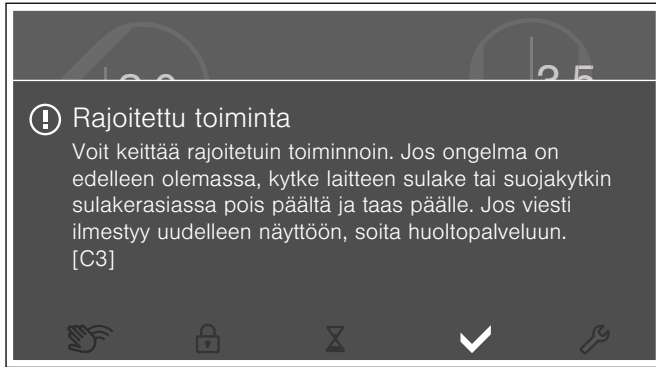 Rajoitettu toiminta
Voit keittää rajoitetuin toiminnoin. Jos ongelma on
edelleen olemassa, kytke laitteen sulake tai suojakytkin
sulakerasiassa pois päältä ja taas päälle. Jos viesti
ilmestyy uudelleen näyttöön, soita huoltopalveluun.
[C3]